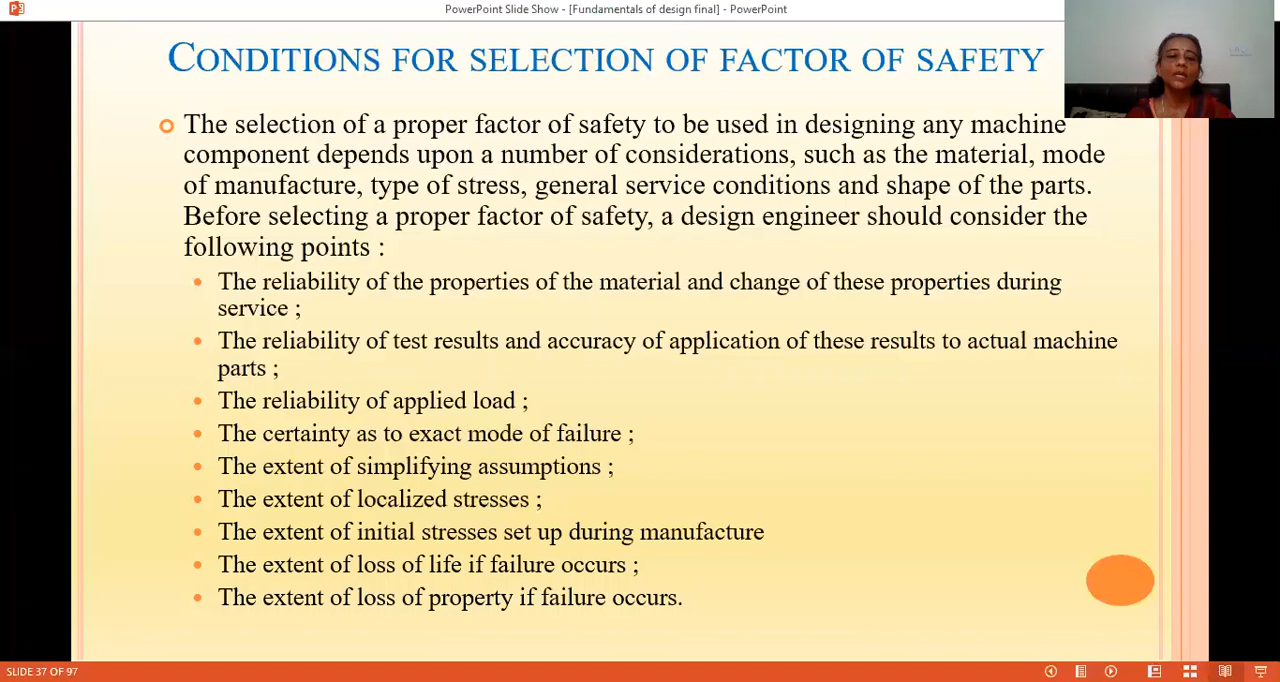 PowerPoint Slide Show - [Fundamentals of design final] - PowerPoint
CONDITIONS FOR SELECTION OF FACTOR OF SAFETY
The selection of a proper factor of safety to be used in designing any machine
component depends upon a number of considerations, such as the material, mode
of manufacture, type of stress, general service conditions and shape of the parts.
Before selecting a proper factor of safety, a design engineer should consider the
following points :
The reliability of the properties of the material and change of these properties during
service ;
The reliability of test results and accuracy of application of these results to actual machine
parts ;
The reliability of applied load ;
The certainty as to exact mode of failure ;
The extent of simplifying assumptions ;
The extent of localized stresses ;
The extent of initial stresses set up during manufacture
The extent of loss of life if failure occurs ;
The extent of loss of property if failure occurs.
SLIDE 37 OF 97